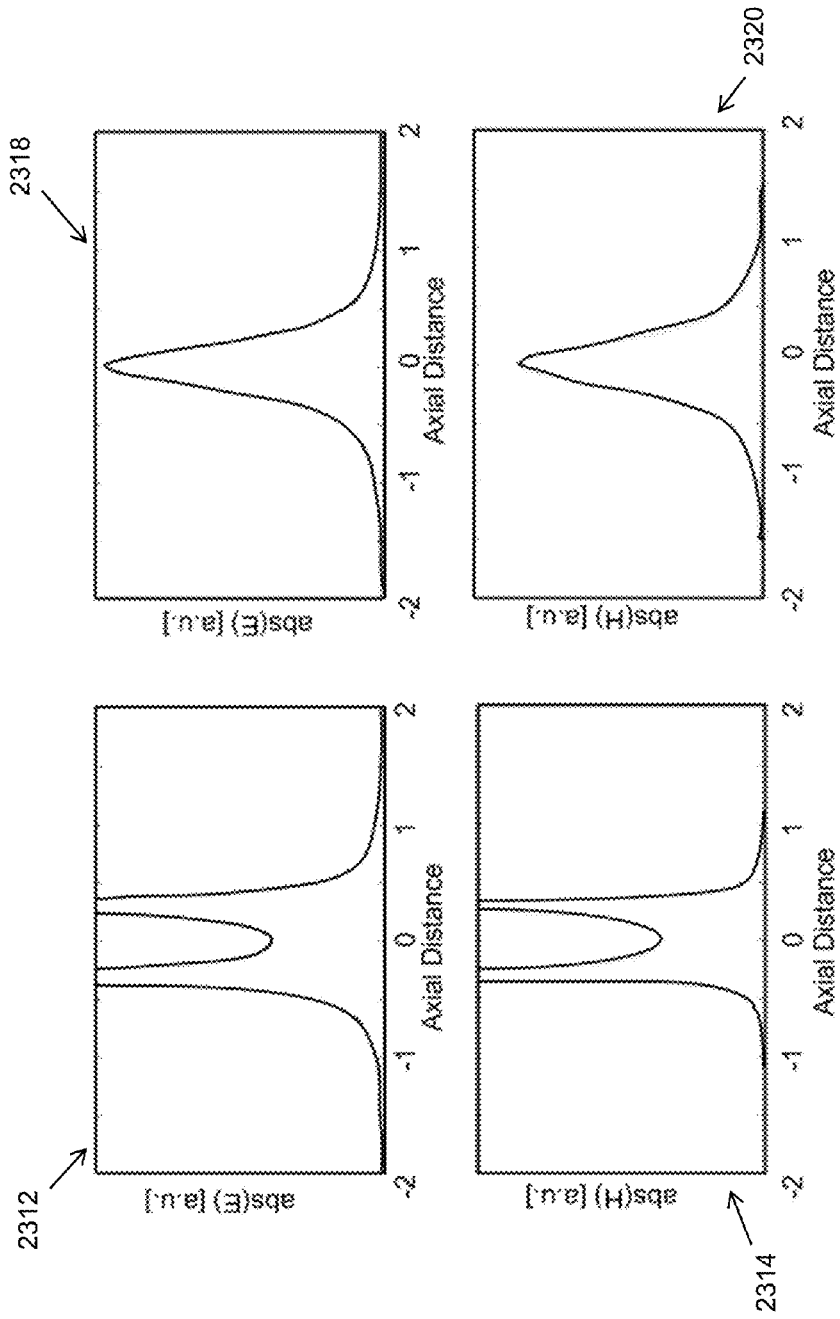 2312
2318
abs(E) [a.u.]
-2 -1 0 1 2
Axial Distance
abs(E) [a.u.]
-2 -1 0 1 2
Axial Distance
abs(H) [a.u.]
-2 -1 0 1 2
Axial Distance
abs(H) [a.u.]
-2 -1 0 1 2
Axial Distance
2314
2320